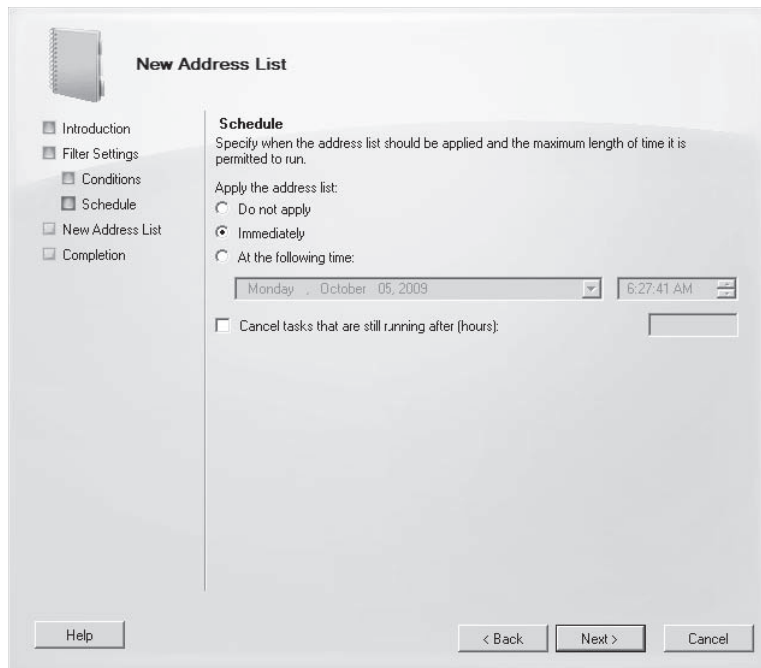 New Address List
Introduction
Filter Settings
Conditions
Schedule
New Address List
Completion
Schedule
Specify when the address list should be applied and the maximum length of time it is
permitted to run.
Apply the address list:
Do not apply
Immediately
At the following time:
Monday , October 05, 2009
6:27:41 AM
Cancel tasks that are still running after (hours):
Help
< Back
Next >
Cancel